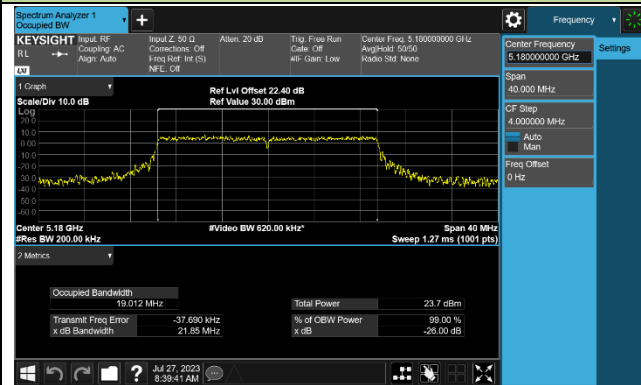 Spectrum Analyzer 1
Occupied BW
Frequency
KEYSIGHT
RL
Input: RF
Coupling: AC
Align: Auto
Input Z: 50 Ω
Corrections: Off
Freq Ref: Int (S)
NFE: Off
Atten: 20 dB
Trig: Free Run
Gate: Off
#IF Gain: Low
Center Freq: 5.180000000 GHz
Avg|Hold: 50/50
Radio Std: None
LXI
Center Frequency
5.180000000 GHz
Settings
Span
40.000 MHz
CF Step
4.000000 MHz
Auto
Man
Freq Offset
0 Hz
1 Graph
Scale/Div 10.0 dB
Ref Lvl Offset 22.40 dB
Ref Value 30.00 dBm
Log
20.0
10.0
0.00
-10.0
-20.0
-30.0
-40.0
-50.0
-60.0
Center 5.18 GHz
#Res BW 200.00 kHz
#Video BW 620.00 kHz*
Span 40 MHz
Sweep 1.27 ms (1001 pts)
2 Metrics
Occupied Bandwidth
19.012 MHz
Total Power 23.7 dBm
Transmit Freq Error -37.690 kHz
% of OBW Power 99.00 %
x dB Bandwidth 21.85 MHz
x dB -26.00 dB
Jul 27, 2023
8:39:41 AM